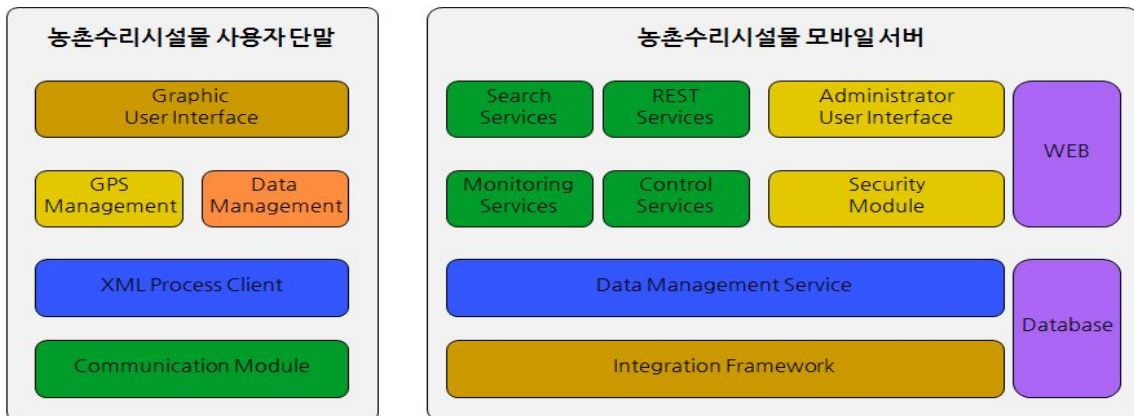 농촌수리시설물 사용자 단말
Graphic
User Interface
GPS
Management
Data
Management
XML Process Client
Communication Module
농촌수리시설물 모바일 서버
Search
Services
REST
Services
Administrator
User Interface
WEB
Monitoring
Services
Control
Services
Security
Module
Data Management Service
Database
Integration Framework